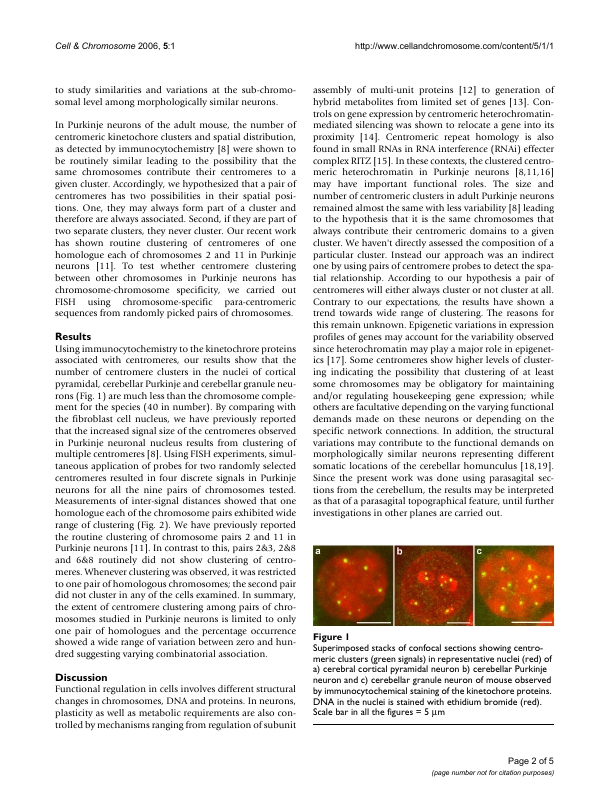 Cell & Chromosome 2006, 5:1
http://www.cellandchromosome.com/content/5/1/1
to study similarities and variations at the sub-chromo-
somal level among morphologically similar neurons.
In Purkinje neurons of the adult mouse, the number of
centromeric kinetochore clusters and spatial distribution,
as detected by immunocytochemistry [8] were shown to
be routinely similar leading to the possibility that the
same chromosomes contribute their centromeres to a
given cluster. Accordingly, we hypothesized that a pair of
centromeres has two possibilities in their spatial posi-
tions. One, they may always form part of a cluster and
therefore are always associated. Second, if they are part of
two separate clusters, they never cluster. Our recent work
has shown routine clustering of centromeres of one
homologue each of chromosomes 2 and 11 in Purkinje
neurons [11]. To test whether centromere clustering
between other chromosomes in Purkinje neurons has
chromosome-chromosome specificity, we carried out
FISH using chromosome-specific para-centromeric
sequences from randomly picked pairs of chromosomes.
Results
Using immunocytochemistry to the kinetochrore proteins
associated with centromeres, our results show that the
number of centromere clusters in the nuclei of cortical
pyramidal, cerebellar Purkinje and cerebellar granule neu-
rons (Fig. 1) are much less than the chromosome comple-
ment for the species (40 in number). By comparing with
the fibroblast cell nucleus, we have previously reported
that the increased signal size of the centromeres observed
in Purkinje neuronal nucleus results from clustering of
multiple centromeres [8]. Using FISH experiments, simul-
taneous application of probes for two randomly selected
centromeres resulted in four discrete signals in Purkinje
neurons for all the nine pairs of chromosomes tested.
Measurements of inter-signal distances showed that one
homologue each of the chromosome pairs exhibited wide
range of clustering (Fig. 2). We have previously reported
the routine clustering of chromosome pairs 2 and 11 in
Purkinje neurons [11]. In contrast to this, pairs 2&3, 2&8
and 6&8 routinely did not show clustering of centro-
meres. Whenever clustering was observed, it was restricted
to one pair of homologous chromosomes; the second pair
did not cluster in any of the cells examined. In summary,
the extent of centromere clustering among pairs of chro-
mosomes studied in Purkinje neurons is limited to only
one pair of homologues and the percentage occurrence
showed a wide range of variation between zero and hun-
dred suggesting varying combinatorial association.
Discussion
Functional regulation in cells involves different structural
changes in chromosomes, DNA and proteins. In neurons,
plasticity as well as metabolic requirements are also con-
trolled by mechanisms ranging from regulation of subunit
assembly of multi-unit proteins [12] to generation of
hybrid metabolites from limited set of genes [13]. Con-
trols on gene expression by centromeric heterochromatin-
mediated silencing was shown to relocate a gene into its
proximity [14]. Centromeric repeat homology is also
found in small RNAs in RNA interference (RNAi) effecter
complex RITZ [15]. In these contexts, the clustered centro-
meric heterochromatin in Purkinje neurons [8,11,16]
may have important functional roles. The size and
number of centromeric clusters in adult Purkinje neurons
remained almost the same with less variability [8] leading
to the hypothesis that it is the same chromosomes that
always contribute their centromeric domains to a given
cluster. We haven't directly assessed the composition of a
particular cluster. Instead our approach was an indirect
one by using pairs of centromere probes to detect the spa-
tial relationship. According to our hypothesis a pair of
centromeres will either always cluster or not cluster at all.
Contrary to our expectations, the results have shown a
trend towards wide range of clustering. The reasons for
this remain unknown. Epigenetic variations in expression
profiles of genes may account for the variability observed
since heterochromatin may play a major role in epigenet-
ics [17]. Some centromeres show higher levels of cluster-
ing indicating the possibility that clustering of at least
some chromosomes may be obligatory for maintaining
and/or regulating housekeeping gene expression; while
others are facultative depending on the varying functional
demands made on these neurons or depending on the
specific network connections. In addition, the structural
variations may contribute to the functional demands on
morphologically similar neurons representing different
somatic locations of the cerebellar homunculus [18,19].
Since the present work was done using parasagital sec-
tions from the cerebellum, the results may be interpreted
as that of a parasagital topographical feature, until further
investigations in other planes are carried out.
a
b
c
Figure 1
Superimposed stacks of confocal sections showing centro-
meric clusters (green signals) in representative nuclei (red) of
a) cerebral cortical pyramidal neuron b) cerebellar Purkinje
neuron and c) cerebellar granule neuron of mouse observed
by immunocytochemical staining of the kinetochore proteins.
DNA in the nuclei is stained with ethidium bromide (red).
Scale bar in all the figures = 5 μm
Page 2 of 5
(page number not for citation purposes)